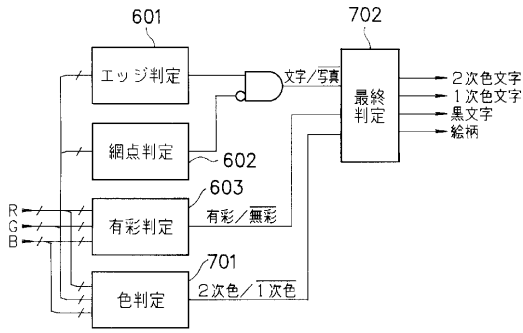 601
エッジ判定
網点判定
602
603
有彩判定
701
色判定
R
G
B
文字/写真
有彩/無彩
2次色/1次色
702
最終
判定
2次色文字
1次色文字
黒文字
絵柄